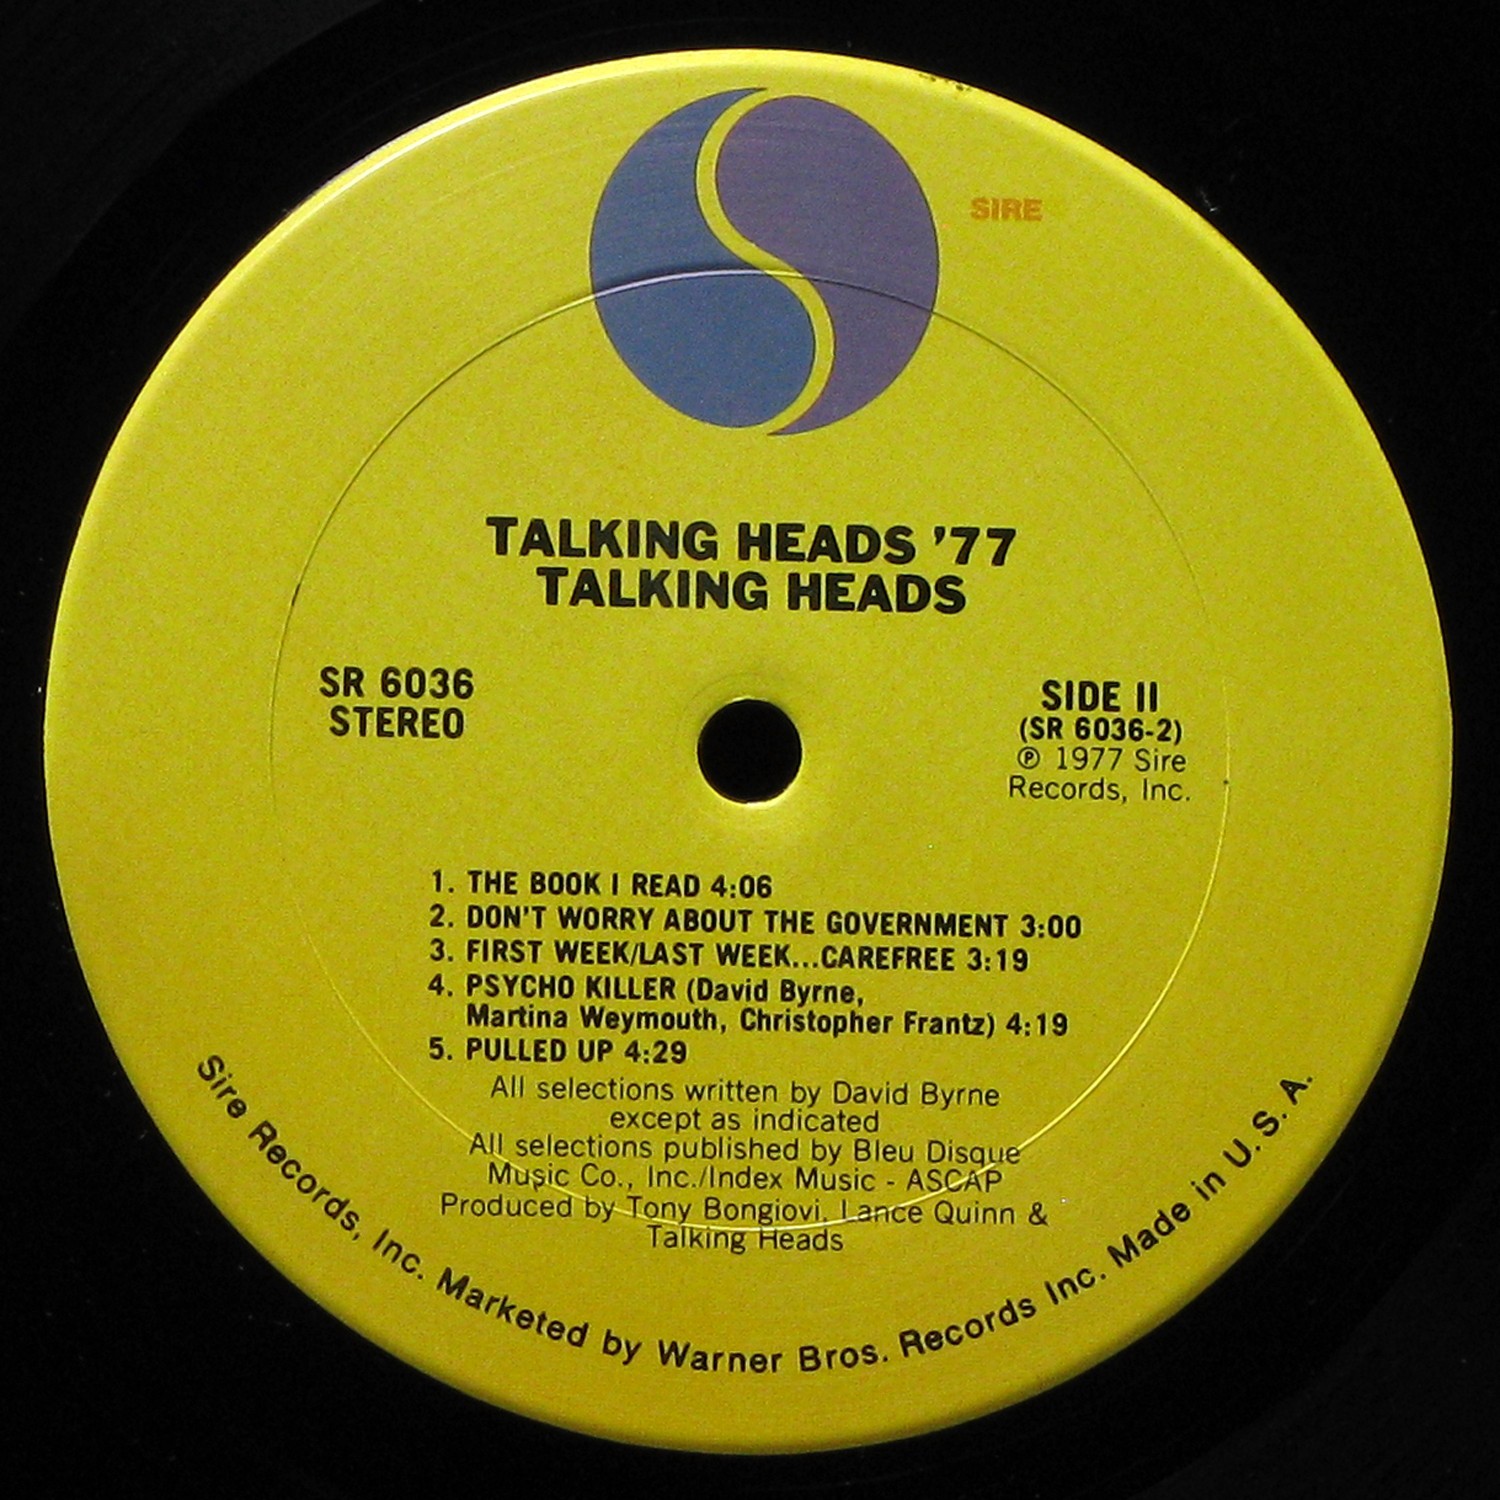 SIRE
TALKING HEADS '77
TALKING HEADS
SR 6036
STEREO
SIDE II
(SR 6036-2)
℗ 1977 Sire
Records, Inc.
1. THE BOOK I READ 4:06
2. DON'T WORRY ABOUT THE GOVERNMENT 3:00
3. FIRST WEEK/LAST WEEK...CAREFREE 3:19
4. PSYCHO KILLER (David Byrne,
Martina Weymouth, Christopher Frantz) 4:19
5. PULLED UP 4:29
All selections written by David Byrne
except as indicated
All selections published by Bleu Disque
Music Co., Inc./Index Music - ASCAP
Produced by Tony Bongiovi, Lance Quinn &
Talking Heads
Sire Records, Inc. Marketed by Warner Bros. Records Inc. Made in U. S. A.